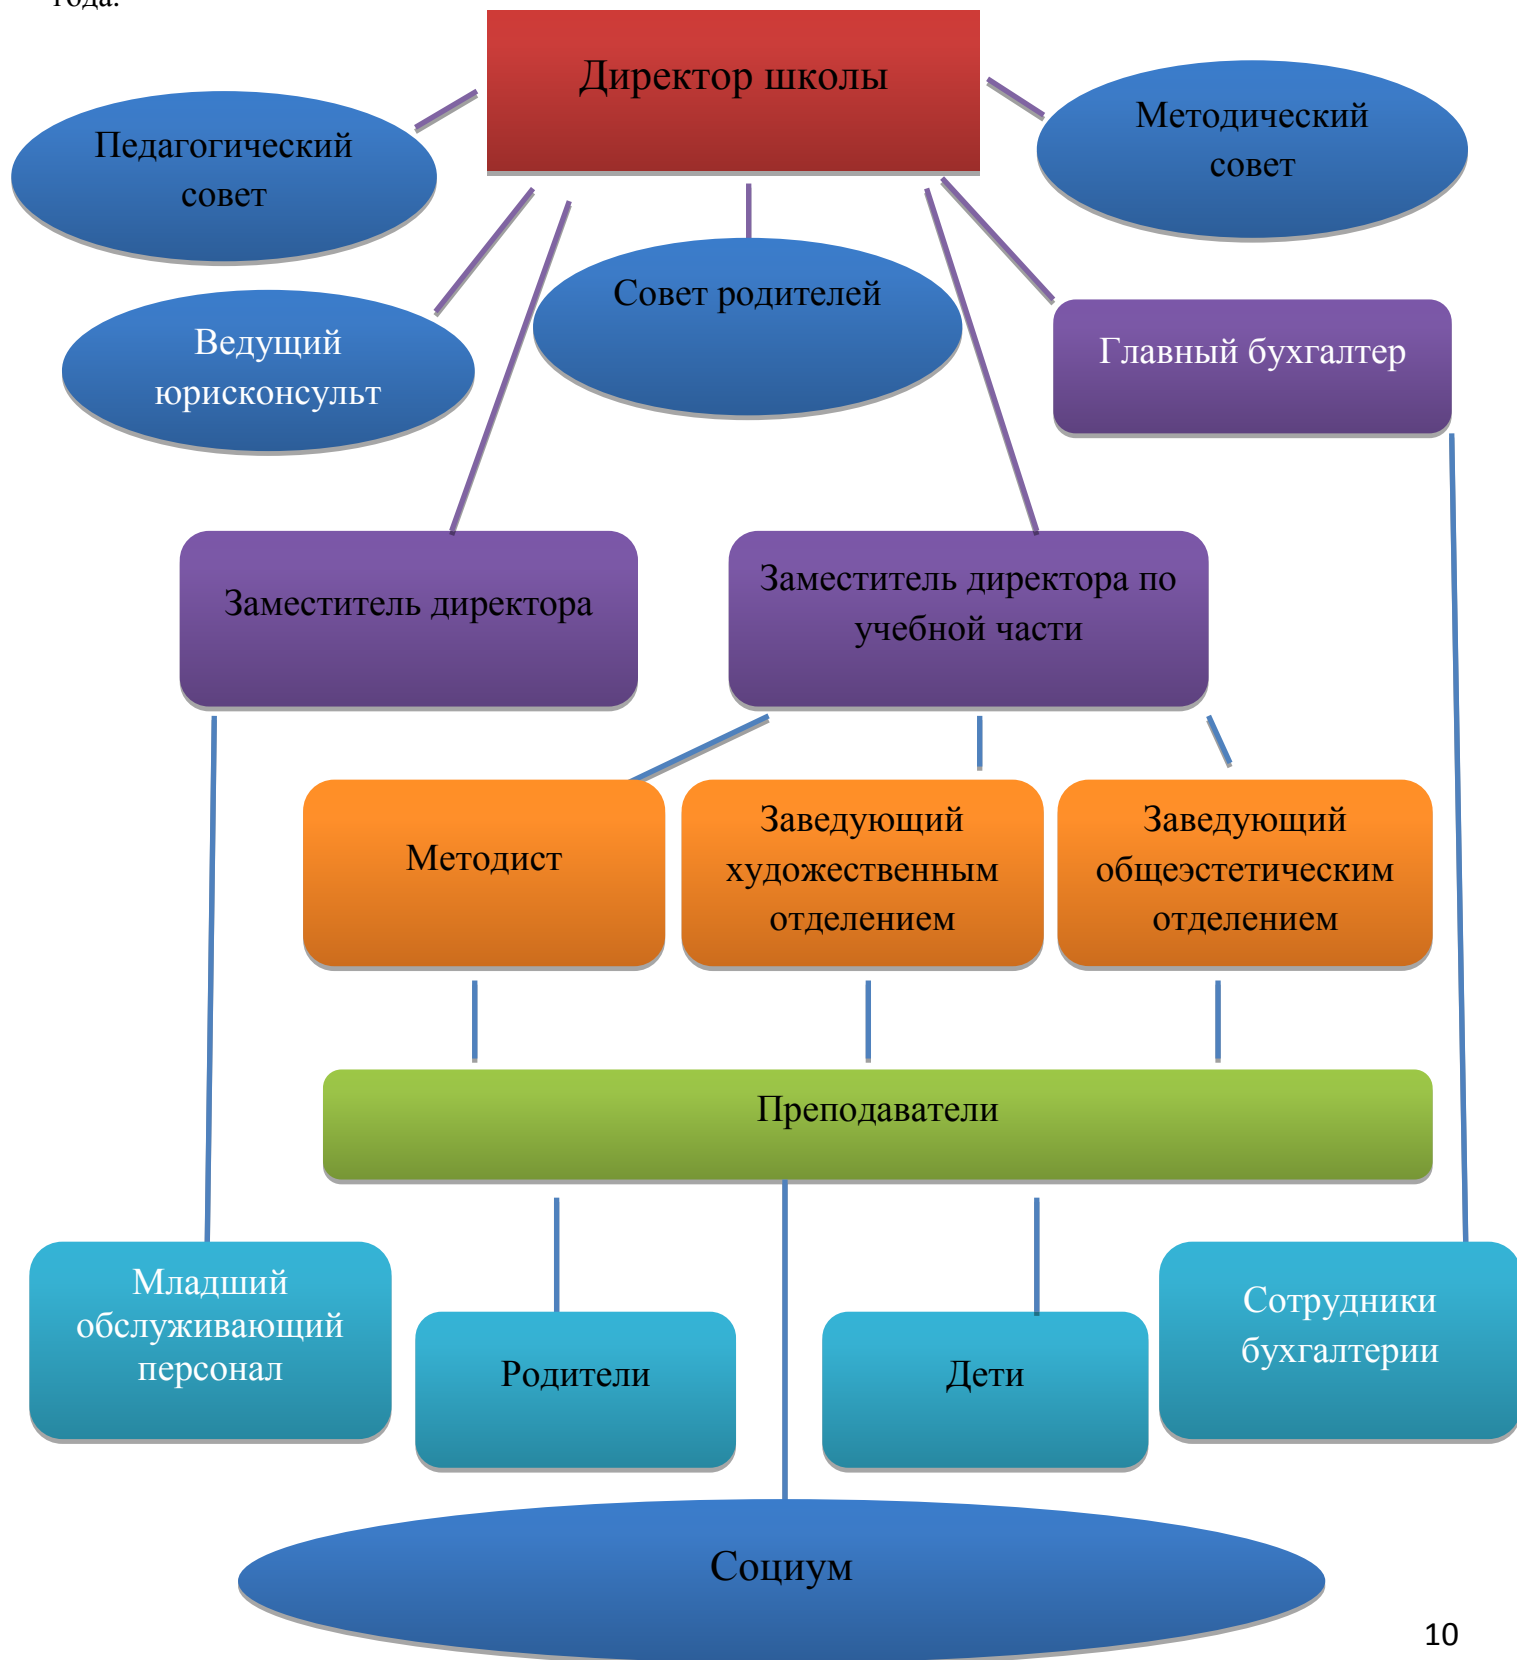 года.
Директор школы
Методический
совет
Педагогический
совет
Совет родителей
Ведущий
юрисконсульт
Главный бухгалтер
Заместитель директора
Заместитель директора по
учебной части
Методист
Заведующий
художественным
отделением
Заведующий
общеэстетическим
отделением
Преподаватели
Младший
обслуживающий
персонал
Родители
Дети
Сотрудники
бухгалтерии
Социум
10